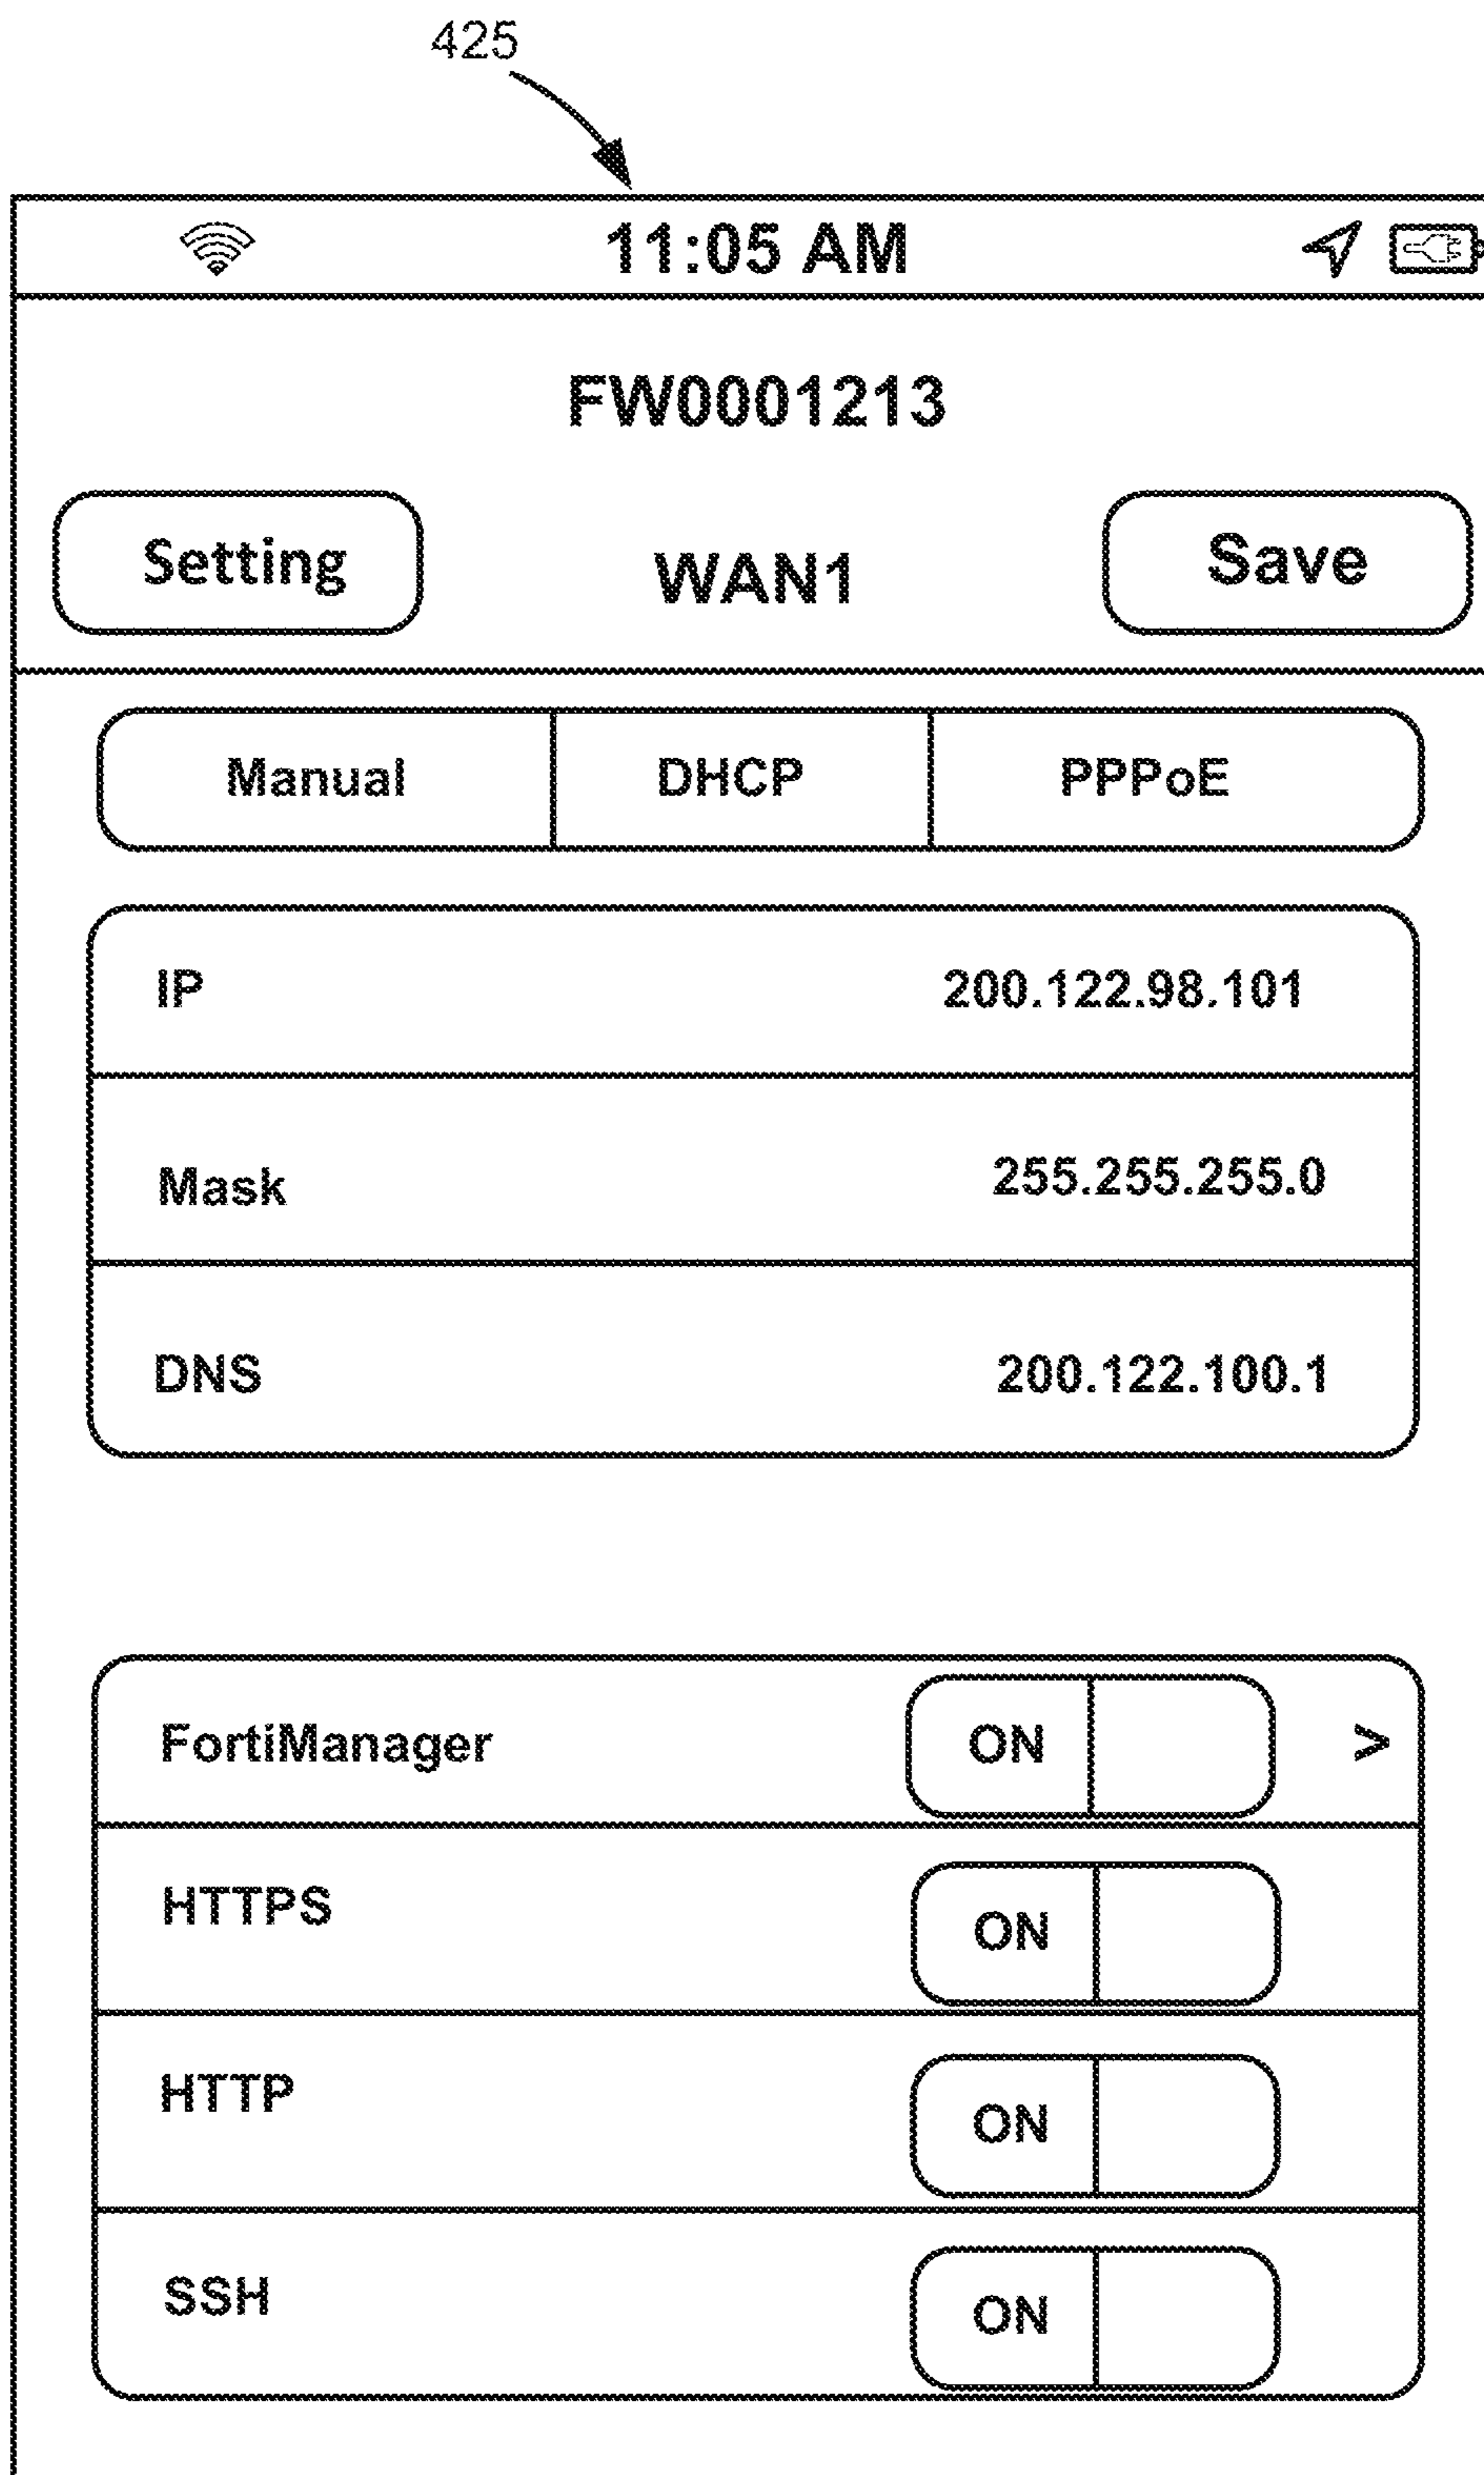 425
11:05 AM
FW0001213
Setting WAN1 Save
Manual DHCP PPPoE
IP 200.122.98.101
Mask 255.255.255.0
DNS 200.122.100.1
FortiManager ON >
HTTPS ON
HTTP ON
SSH ON